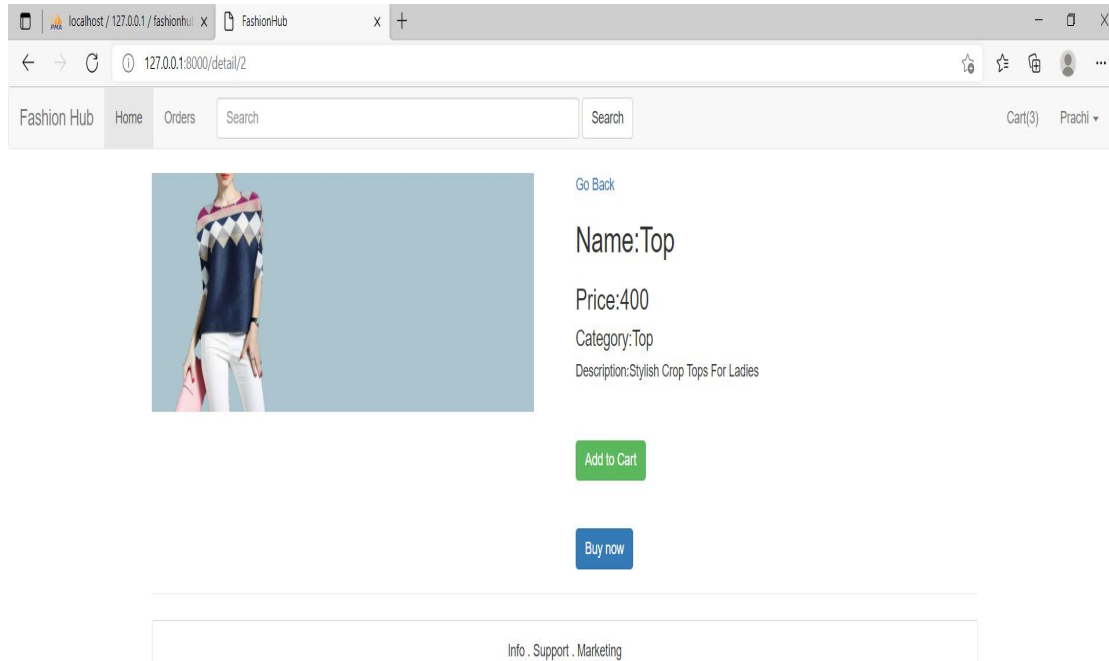 PMA localhost / 127.0.0.1 / fashionhu
FashionHub
127.0.0.1:8000/detail/2
Fashion Hub Home Orders Search Search Cart(3) Prachi
Go Back
Name:Top
Price:400
Category:Top
Description:Stylish Crop Tops For Ladies
Add to Cart
Buy now
Info . Support . Marketing